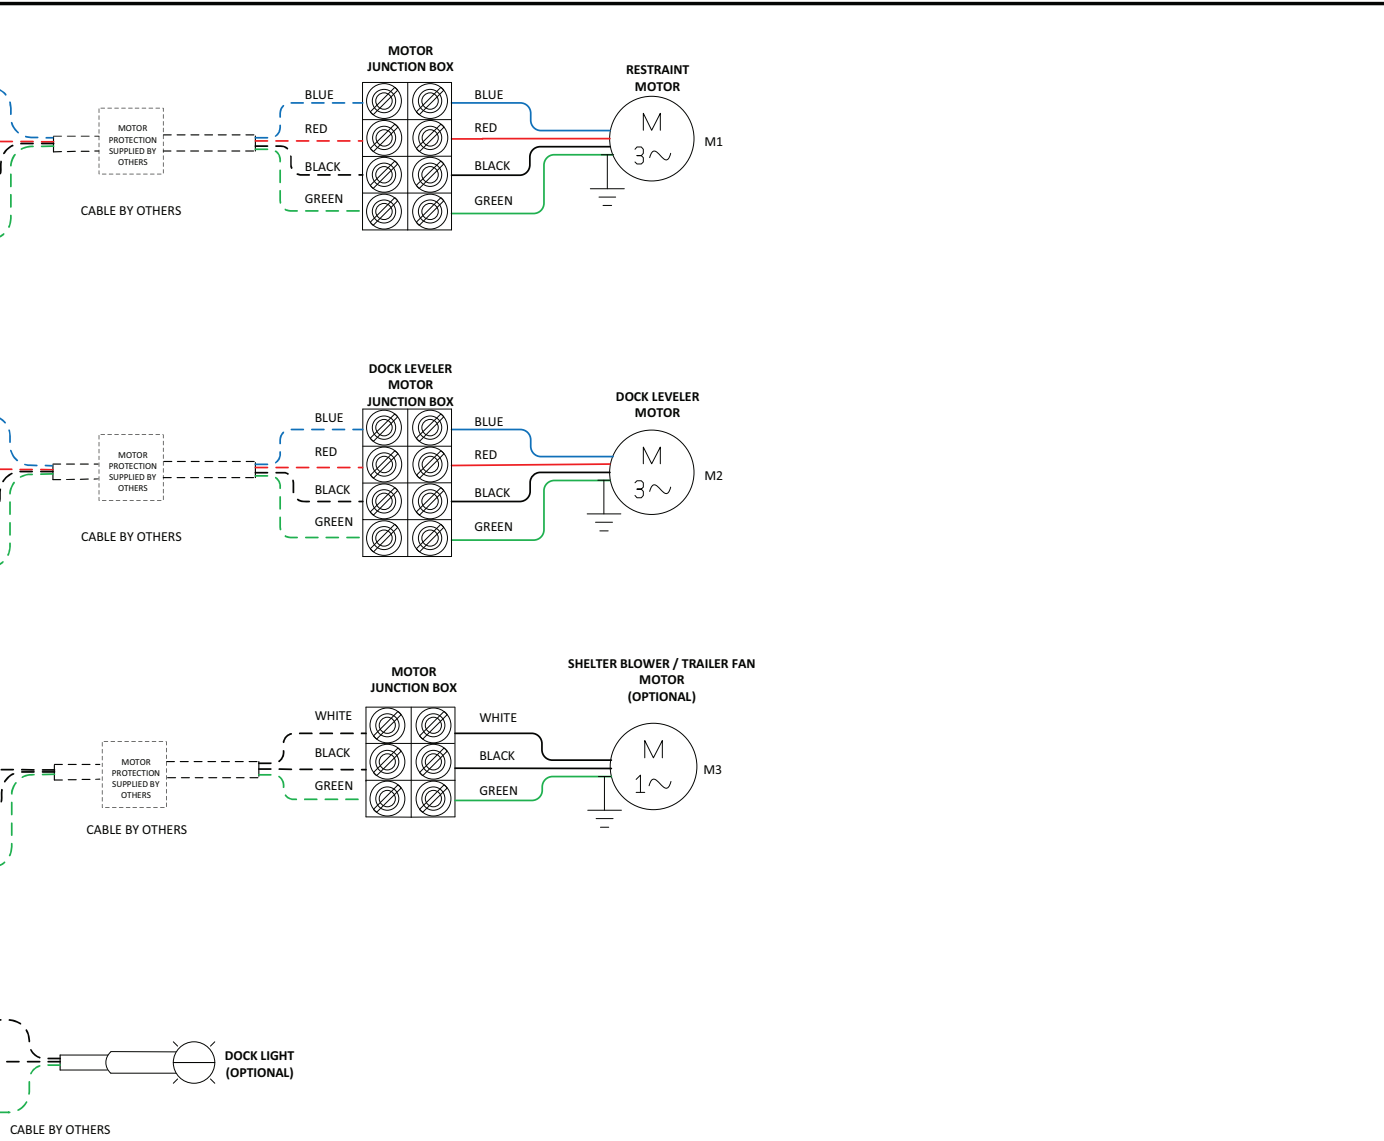 MOTOR
JUNCTION BOX
RESTRAINT
MOTOR
BLUE
BLUE
RED
RED
BLACK
BLACK
GREEN
GREEN
MOTOR
PROTECTION
SUPPLIED BY
OTHERS
CABLE BY OTHERS
M
3~
M1
DOCK LEVELER
MOTOR
JUNCTION BOX
DOCK LEVELER
MOTOR
BLUE
BLUE
RED
RED
BLACK
BLACK
GREEN
GREEN
MOTOR
PROTECTION
SUPPLIED BY
OTHERS
CABLE BY OTHERS
M
3~
M2
MOTOR
JUNCTION BOX
SHELTER BLOWER / TRAILER FAN
MOTOR
(OPTIONAL)
WHITE
WHITE
BLACK
BLACK
GREEN
GREEN
MOTOR
PROTECTION
SUPPLIED BY
OTHERS
CABLE BY OTHERS
M
1~
M3
DOCK LIGHT
(OPTIONAL)
CABLE BY OTHERS